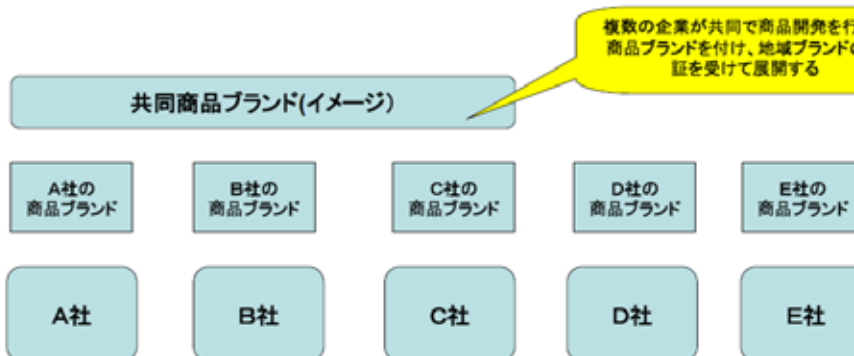 複数の企業が共同で商品開発を行
商品ブランドを付け、地域ブランドの
証を受けて展開する
共同商品ブランド(イメージ)
A社の
商品ブランド
B社の
商品ブランド
C社の
商品ブランド
D社の
商品ブランド
E社の
商品ブランド
A社
B社
C社
D社
E社